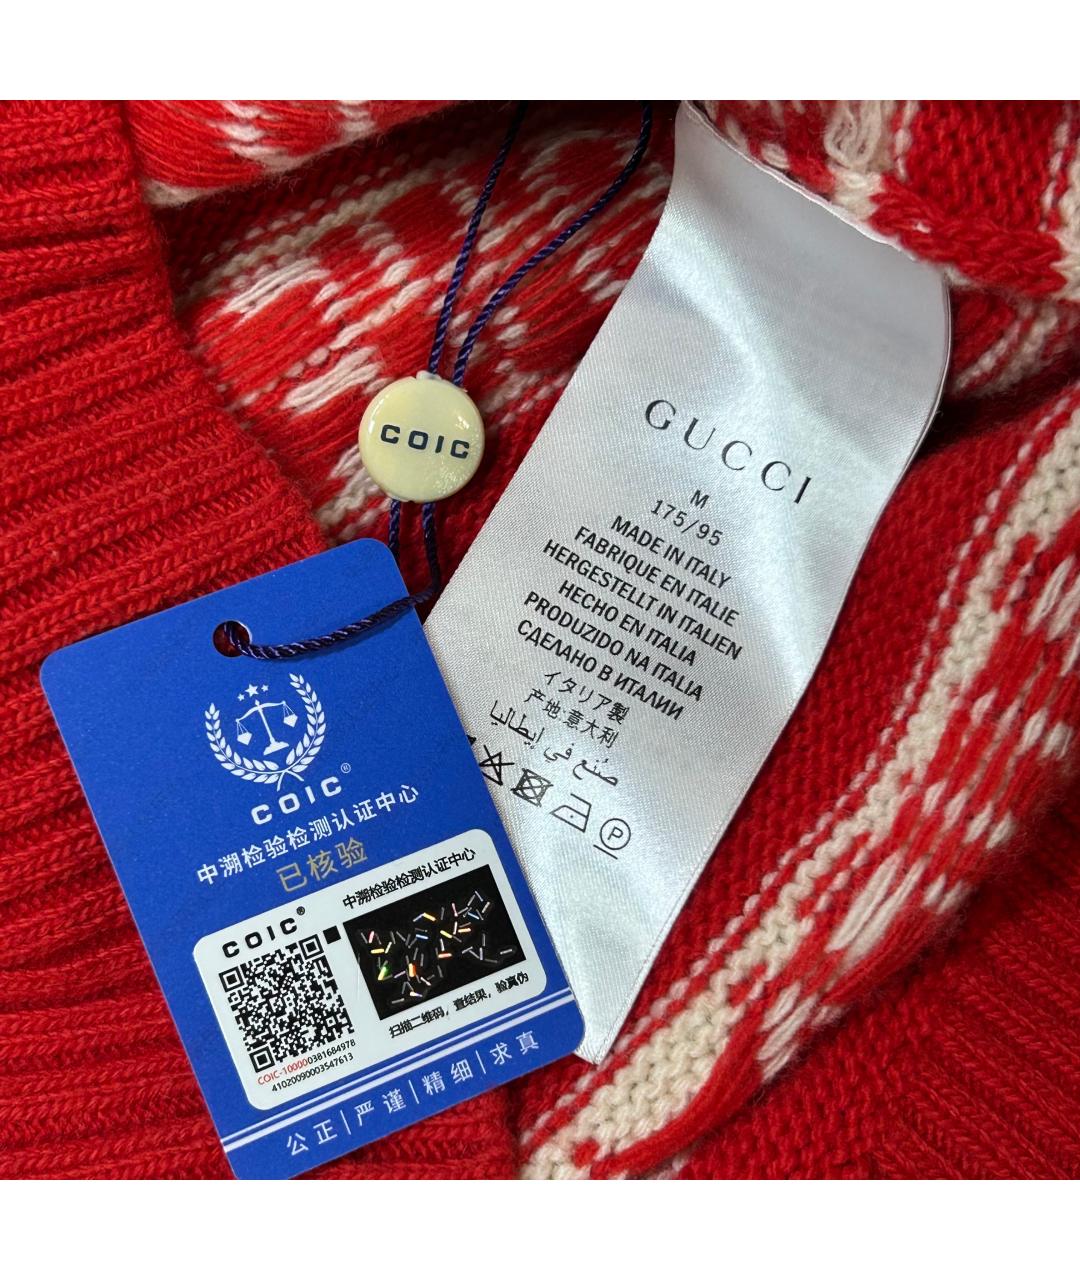 COIC
GUCCI
M
175/95
MADE IN ITALY
FABRIQUE EN ITALIE
HERGESTELLT IN ITALIEN
HECHO EN ITALIA
PRODUZIDO NA ITALIA
СДЕЛАНО В ИТАЛИИ
イタリア製
产地:意大利
صُنع في إيطاليا
P
COIC®
中溯检验检测认证中心
已核验
COIC®
中溯检验检测认证中心
扫描二维码，查结果，验真伪
COIC-10000381684978
41020090003547613
公正|严谨|精细|求真